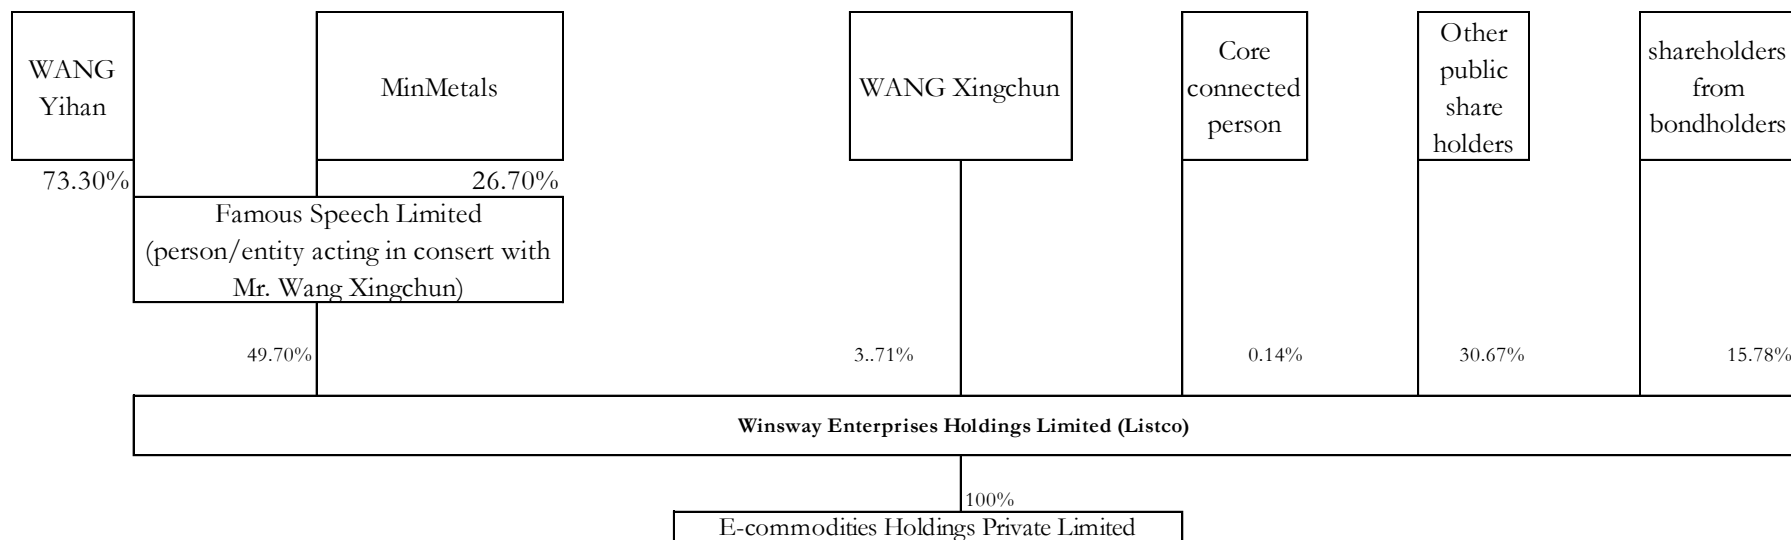 WANG
Yihan
MinMetals
WANG Xingchun
Core
connected
person
Other
public
share
holders
shareholders
from
bondholders
73.30%
26.70%
Famous Speech Limited
(person/entity acting in consert with
Mr. Wang Xingchun)
49.70%
3..71%
0.14%
30.67%
15.78%
Winsway Enterprises Holdings Limited (Listco)
100%
E-commodities Holdings Private Limited